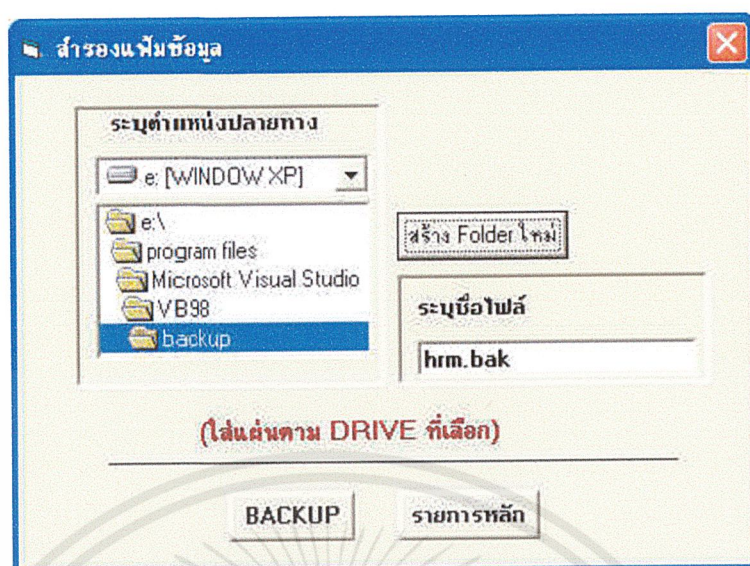 สำรองแฟ้มข้อมูล
ระบุตำแหน่งปลายทาง
e: [WINDOW XP]
e:\
program files
Microsoft Visual Studio
VB98
backup
สร้าง Folder ใหม่
ระบุชื่อไฟล์
hrm.bak
(ใส่แผ่นตาม DRIVE ที่เลือก)
BACKUP
รายการหลัก